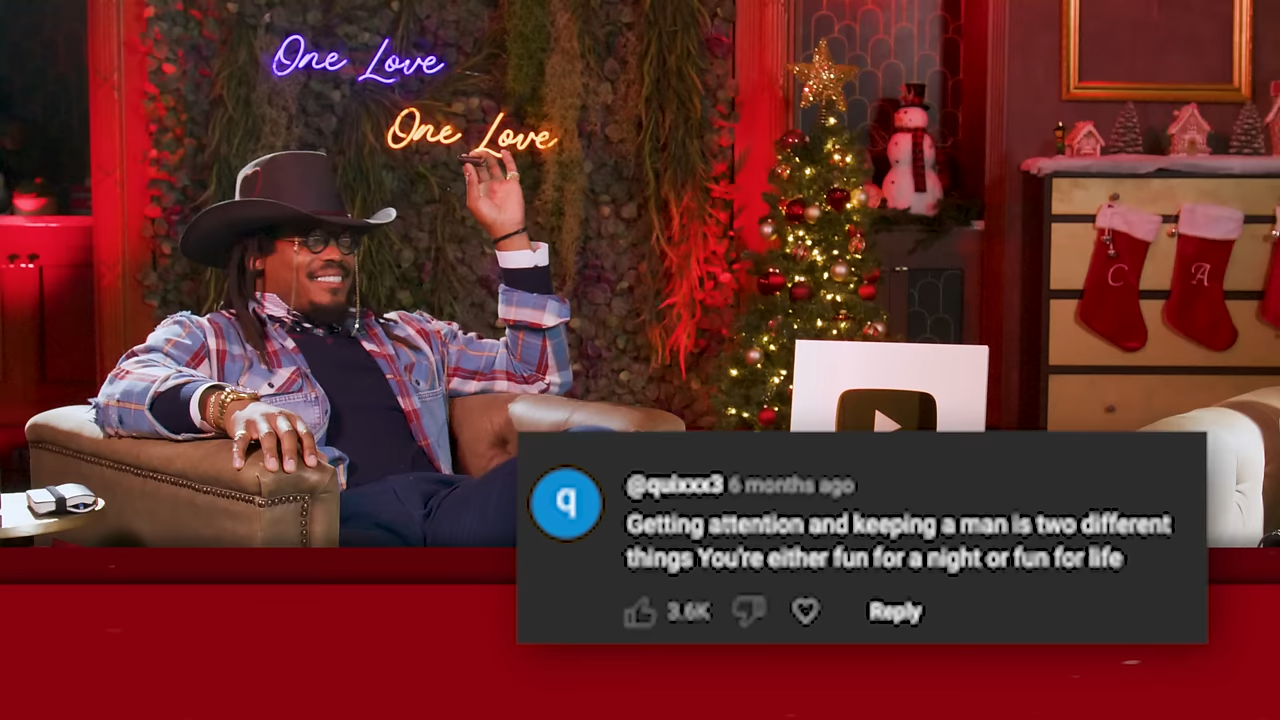 One Love
One Love
C A
@quixxx3 6 months ago
Getting attention and keeping a man is two different
things You're either fun for a night or fun for life
3.6K Reply
q